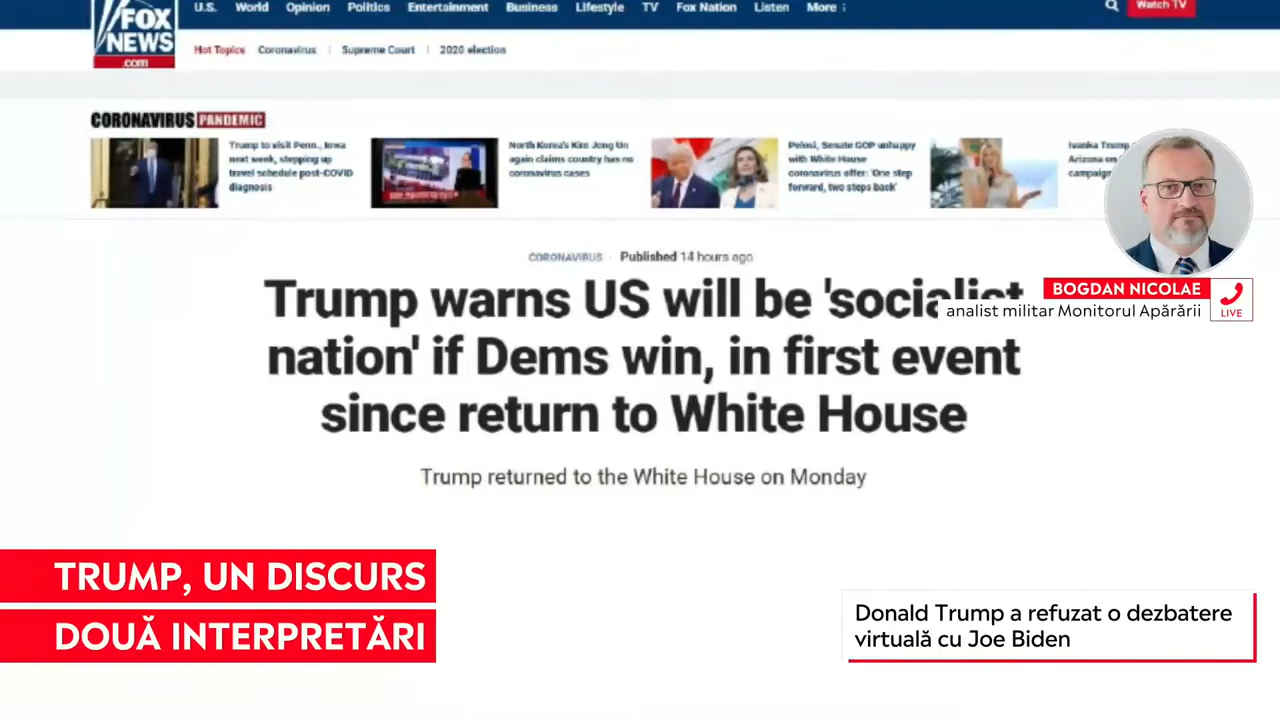 FOX
NEWS
.com
U.S. World Opinion Politics Entertainment Business Lifestyle TV Fox Nation Listen More
Watch TV
Hot Topics Coronavirus Supreme Court 2020 election
CORONAVIRUS PANDEMIC
Trump to visit Penn., Iowa
next week, stepping up
travel schedule post-COVID
diagnosis
North Korea's Kim Jong Un
again claims country has no
coronavirus cases
Pelosi, Senate GOP unhappy
with White House
coronavirus offer: 'One step
forward, two steps back'
Ivanka Trump
Arizona on
campaign
CORONAVIRUS · Published 14 hours ago
Trump warns US will be 'socialist
nation' if Dems win, in first event
since return to White House
Trump returned to the White House on Monday
BOGDAN NICOLAE
analist militar Monitorul Apărării
LIVE
TRUMP, UN DISCURS
DOUĂ INTERPRETĂRI
Donald Trump a refuzat o dezbatere
virtuală cu Joe Biden